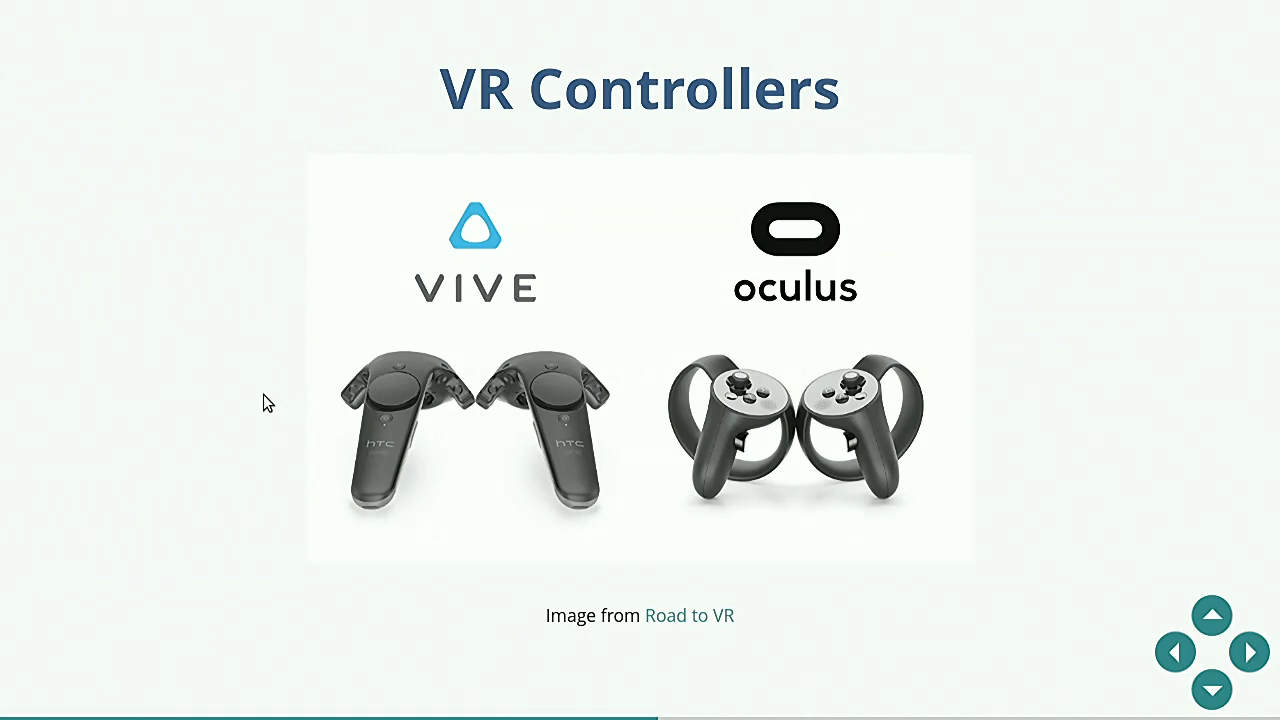 VR Controllers
VIVE
oculus
hTC
hTC
Image from Road to VR